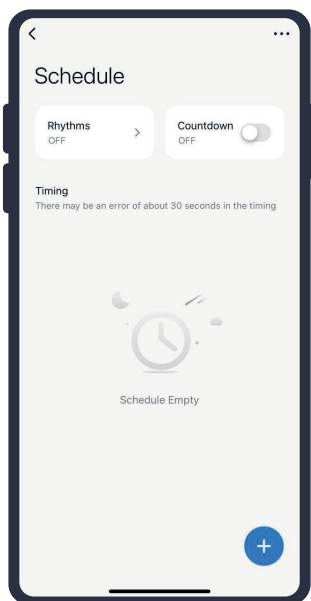 Schedule
Rhythms
OFF
Countdown
OFF
Timing
There may be an error of about 30 seconds in the timing
Schedule Empty